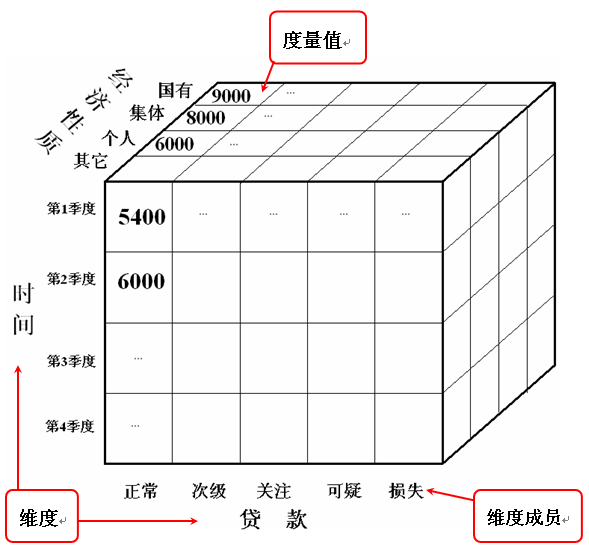 度量值
经济性质
国有
9000
...
集体
8000
...
个人
6000
...
其它
第1季度
5400
...
...
...
...
第2季度
6000
时间
第3季度
...
第4季度
...
正常
次级
关注
可疑
损失
维度
贷款
维度成员